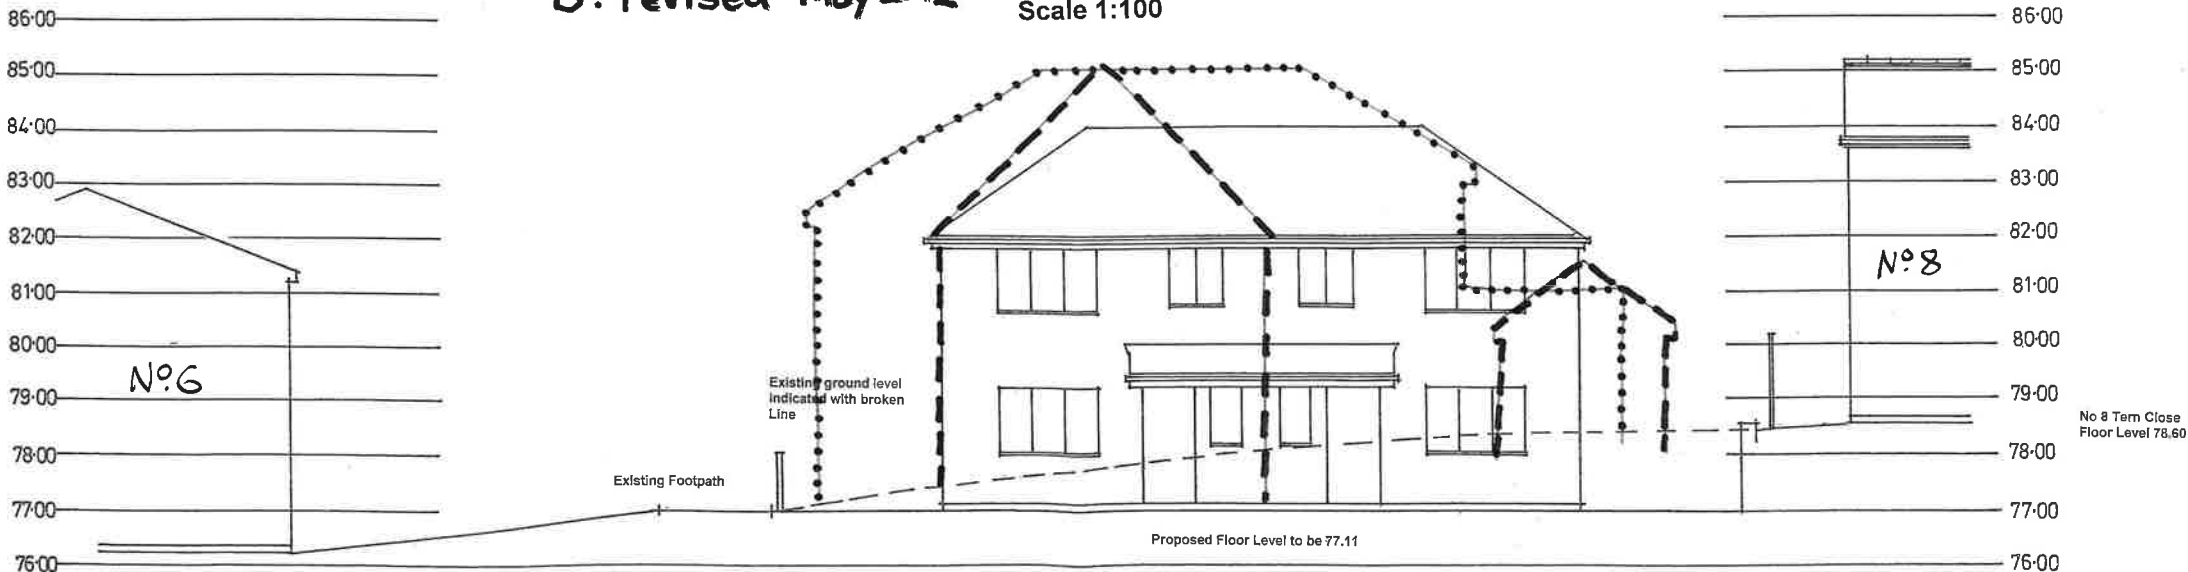 Scale 1:100
86·00
85·00
84·00
83·00
82·00
81·00
80·00
79·00
78·00
77·00
76·00
Nº6
Existing ground level
indicated with broken
Line
Existing Footpath
Proposed Floor Level to be 77.11
Nº8
86·00
85·00
84·00
83·00
82·00
81·00
80·00
79·00
78·00
77·00
76·00
No 8 Tern Close
Floor Level 78.60